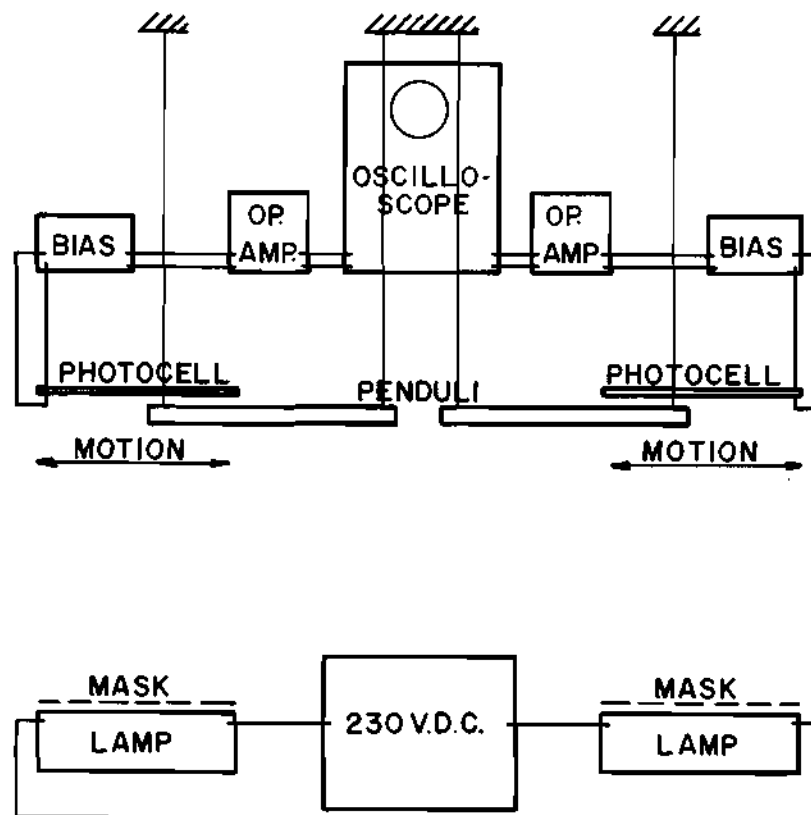 OSCILLO-
SCOPE
OP.
AMP.
OP.
AMP.
BIAS
BIAS
PHOTOCELL
PENDULI
PHOTOCELL
MOTION
MOTION
MASK
MASK
LAMP
230 V.D.C.
LAMP